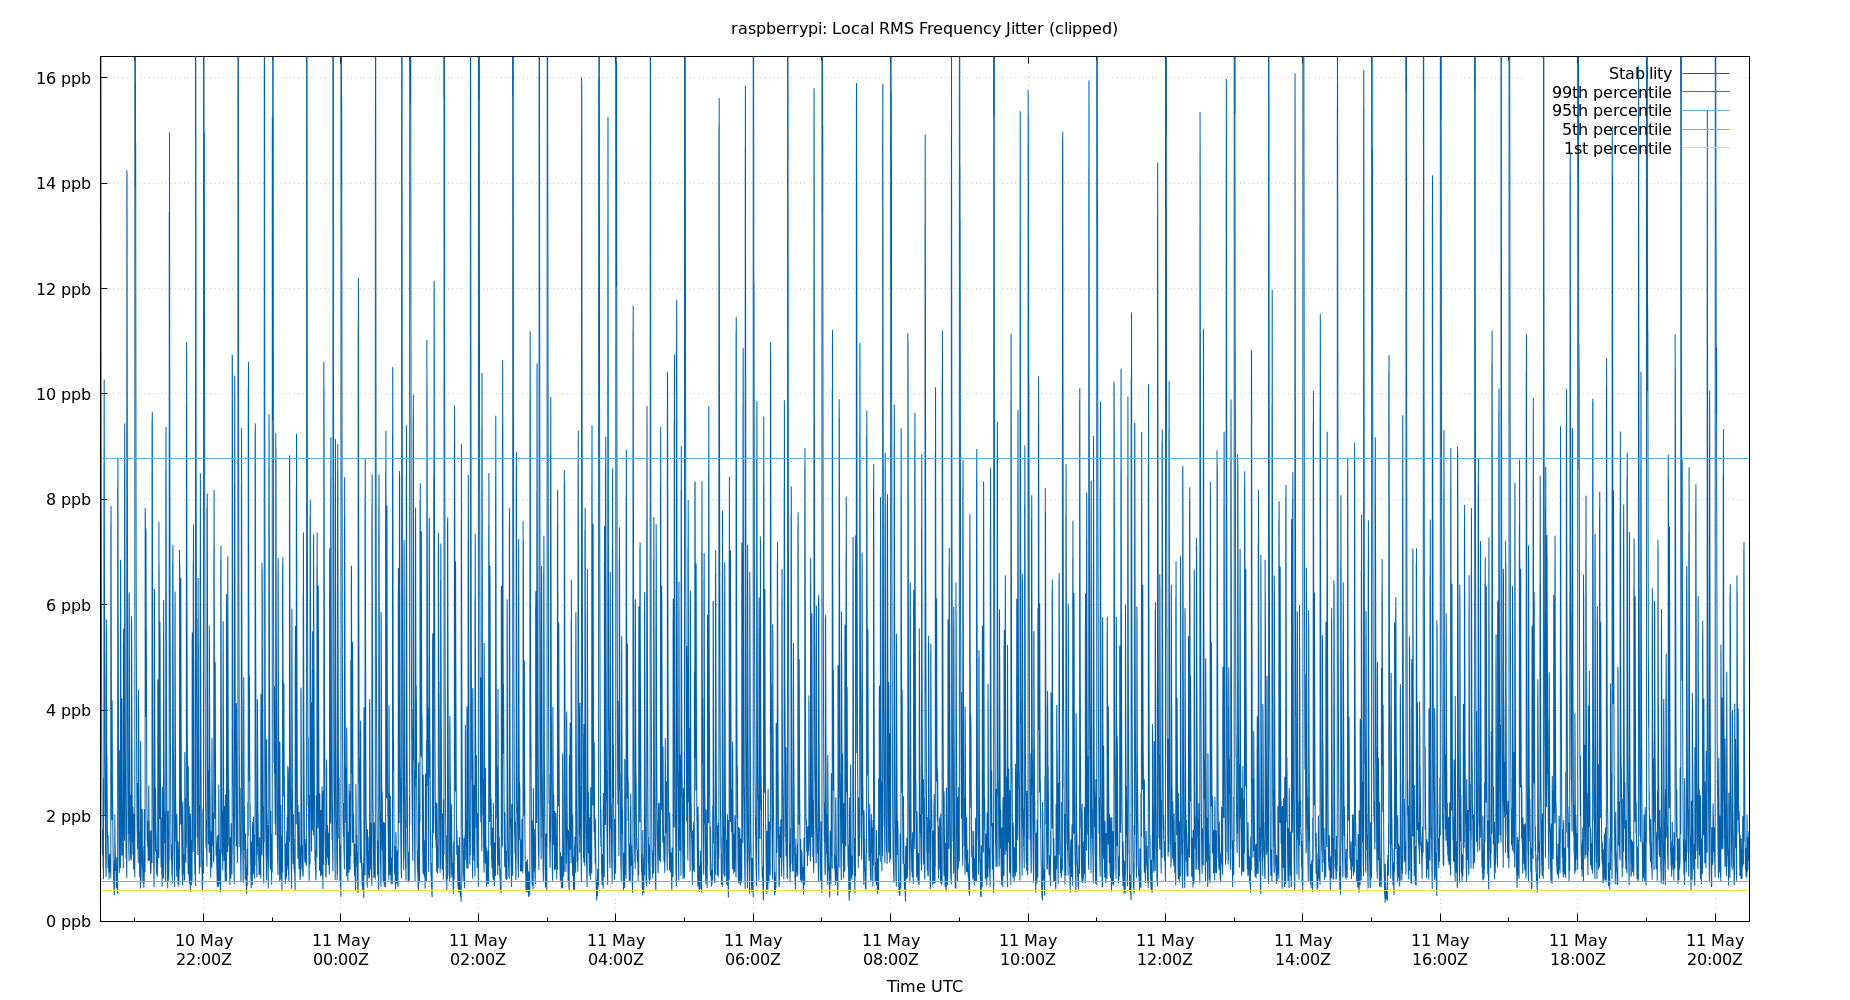 raspberrypi: Local RMS Frequency Jitter (clipped)
16 ppb
14 ppb
12 ppb
10 ppb
8 ppb
6 ppb
4 ppb
2 ppb
0 ppb
Stability
99th percentile
95th percentile
5th percentile
1st percentile
10 May
22:00Z
11 May
00:00Z
11 May
02:00Z
11 May
04:00Z
11 May
06:00Z
11 May
08:00Z
11 May
10:00Z
11 May
12:00Z
11 May
14:00Z
11 May
16:00Z
11 May
18:00Z
11 May
20:00Z
Time UTC